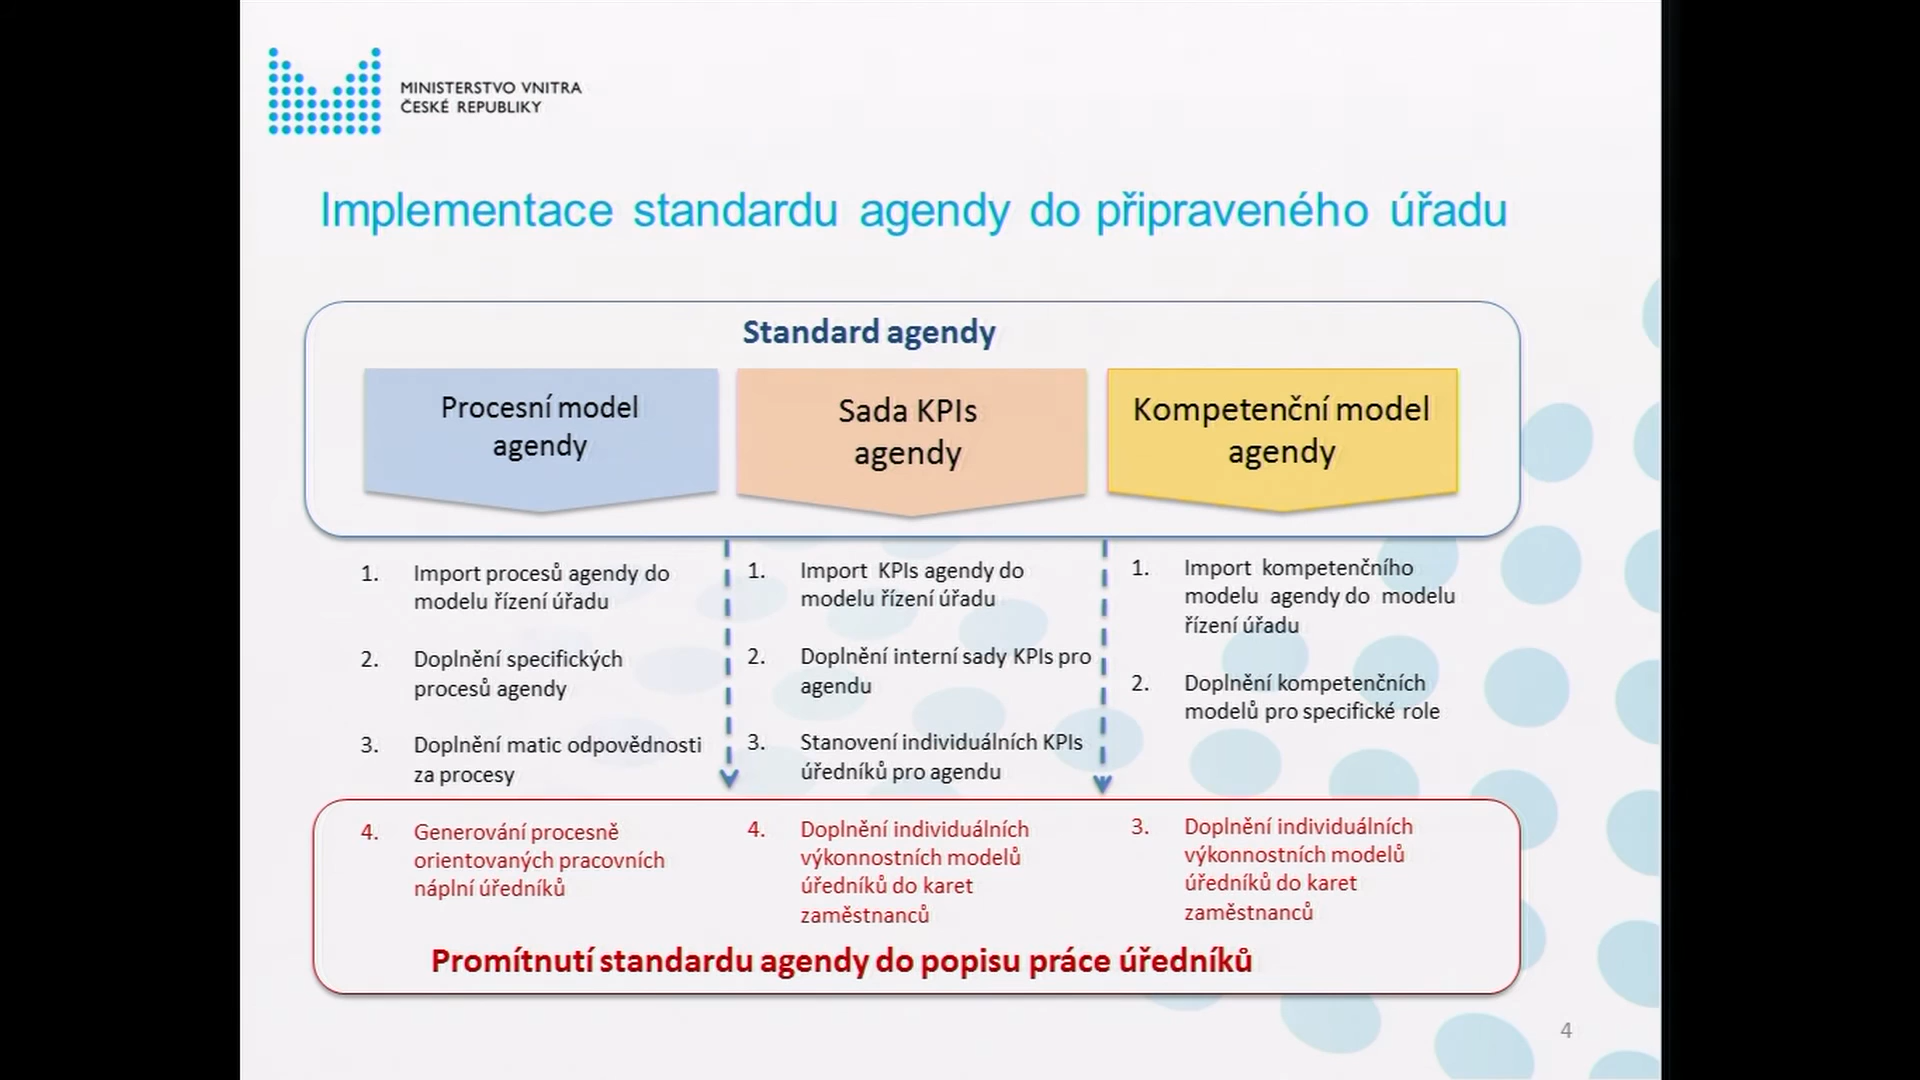 MINISTERSTVO VNITRA
ČESKÉ REPUBLIKY
Implementace standardu agendy do připraveného úřadu
Standard agendy
Procesní model
agendy
Sada KPIs
agendy
Kompetenční model
agendy
1. Import procesů agendy do
modelu řízení úřadu
2. Doplnění specifických
procesů agendy
3. Doplnění matic odpovědnosti
za procesy
4. Generování procesně
orientovaných pracovních
náplní úředníků
1. Import KPIs agendy do
modelu řízení úřadu
2. Doplnění interní sady KPIs pro
agendu
3. Stanovení individuálních KPIs
úředníků pro agendu
4. Doplnění individuálních
výkonnostních modelů
úředníků do karet
zaměstnanců
1. Import kompetenčního
modelu agendy do modelu
řízení úřadu
2. Doplnění kompetenčních
modelů pro specifické role
3. Doplnění individuálních
výkonnostních modelů
úředníků do karet
zaměstnanců
Promítnutí standardu agendy do popisu práce úředníků
4